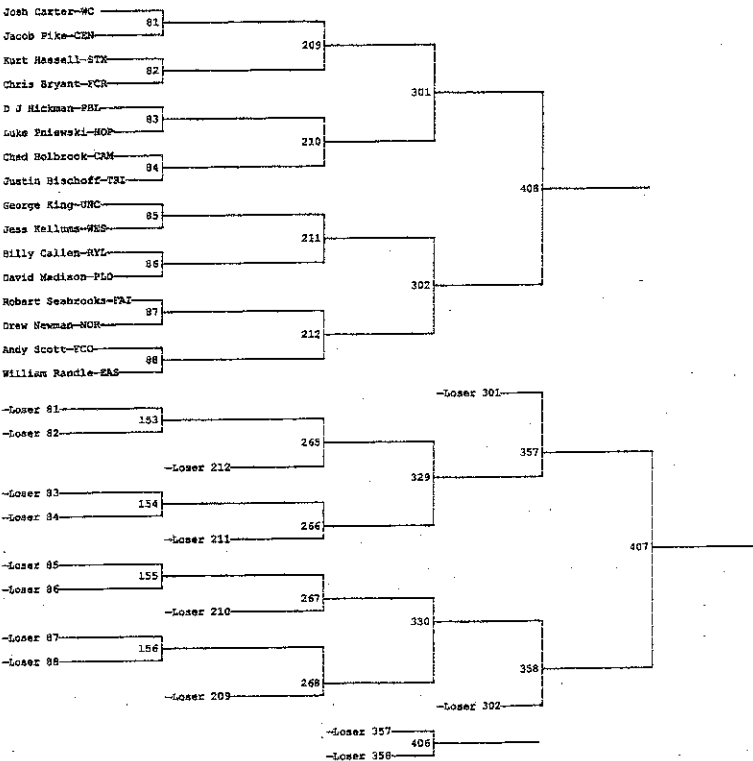 Josh Carter-WC
81
Jacob Pike-CEN
209
Kurt Hassell-STX
82
Chris Bryant-FCR
301
D J Hickman-PBL
83
Luke Pniewski-HOP
210
Chad Holbrook-CAM
84
Justin Bischoff-TRI
408
George King-UNC
85
Jess Kellums-WES
211
Billy Callen-RYL
86
David Madison-PLO
302
Robert Seabrooks-FAI
87
Drew Newman-NOR
212
Andy Scott-FCO
88
William Randle-EAS
-Loser 81
153
-Loser 82
265
-Loser 212
329
-Loser 301
357
-Loser 83
154
-Loser 84
266
-Loser 211
407
-Loser 85
155
-Loser 86
267
-Loser 210
330
-Loser 87
156
-Loser 88
268
-Loser 209
358
-Loser 302
-Loser 357
406
-Loser 358